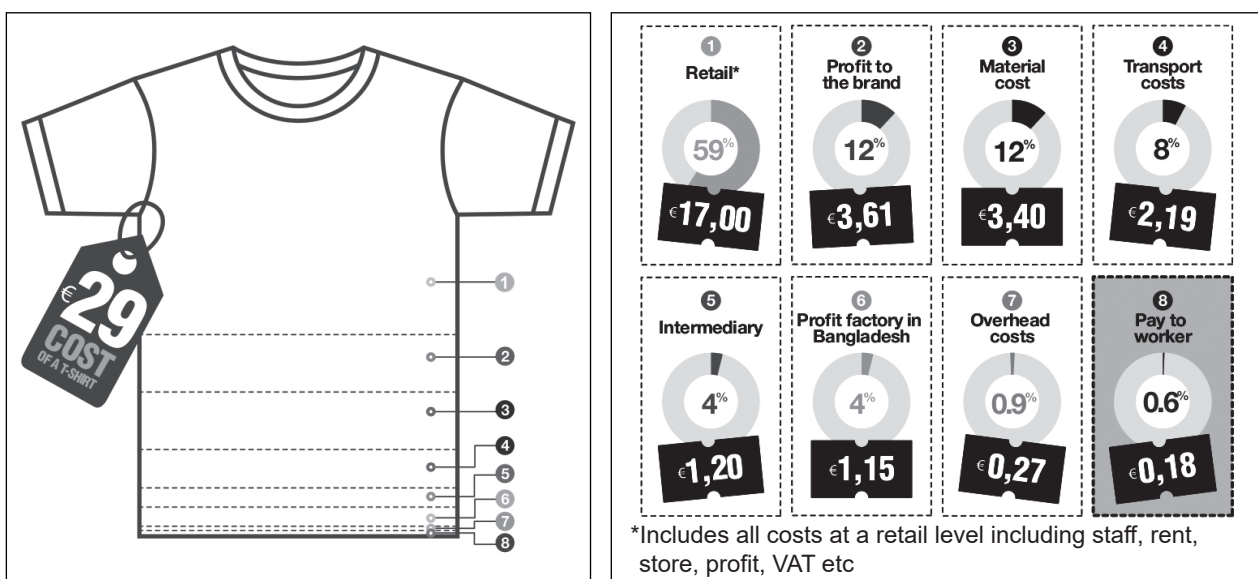 €29
COST
OF A T-SHIRT
1
2
3
4
5
6
7
8
1
Retail*
59%
€17,00
2
Profit to
the brand
12%
€3,61
3
Material
cost
12%
€3,40
4
Transport
costs
8%
€2,19
5
Intermediary
4%
€1,20
6
Profit factory in
Bangladesh
4%
€1,15
7
Overhead
costs
0.9%
€0,27
8
Pay to
worker
0.6%
€0,18
*Includes all costs at a retail level including staff, rent,
store, profit, VAT etc